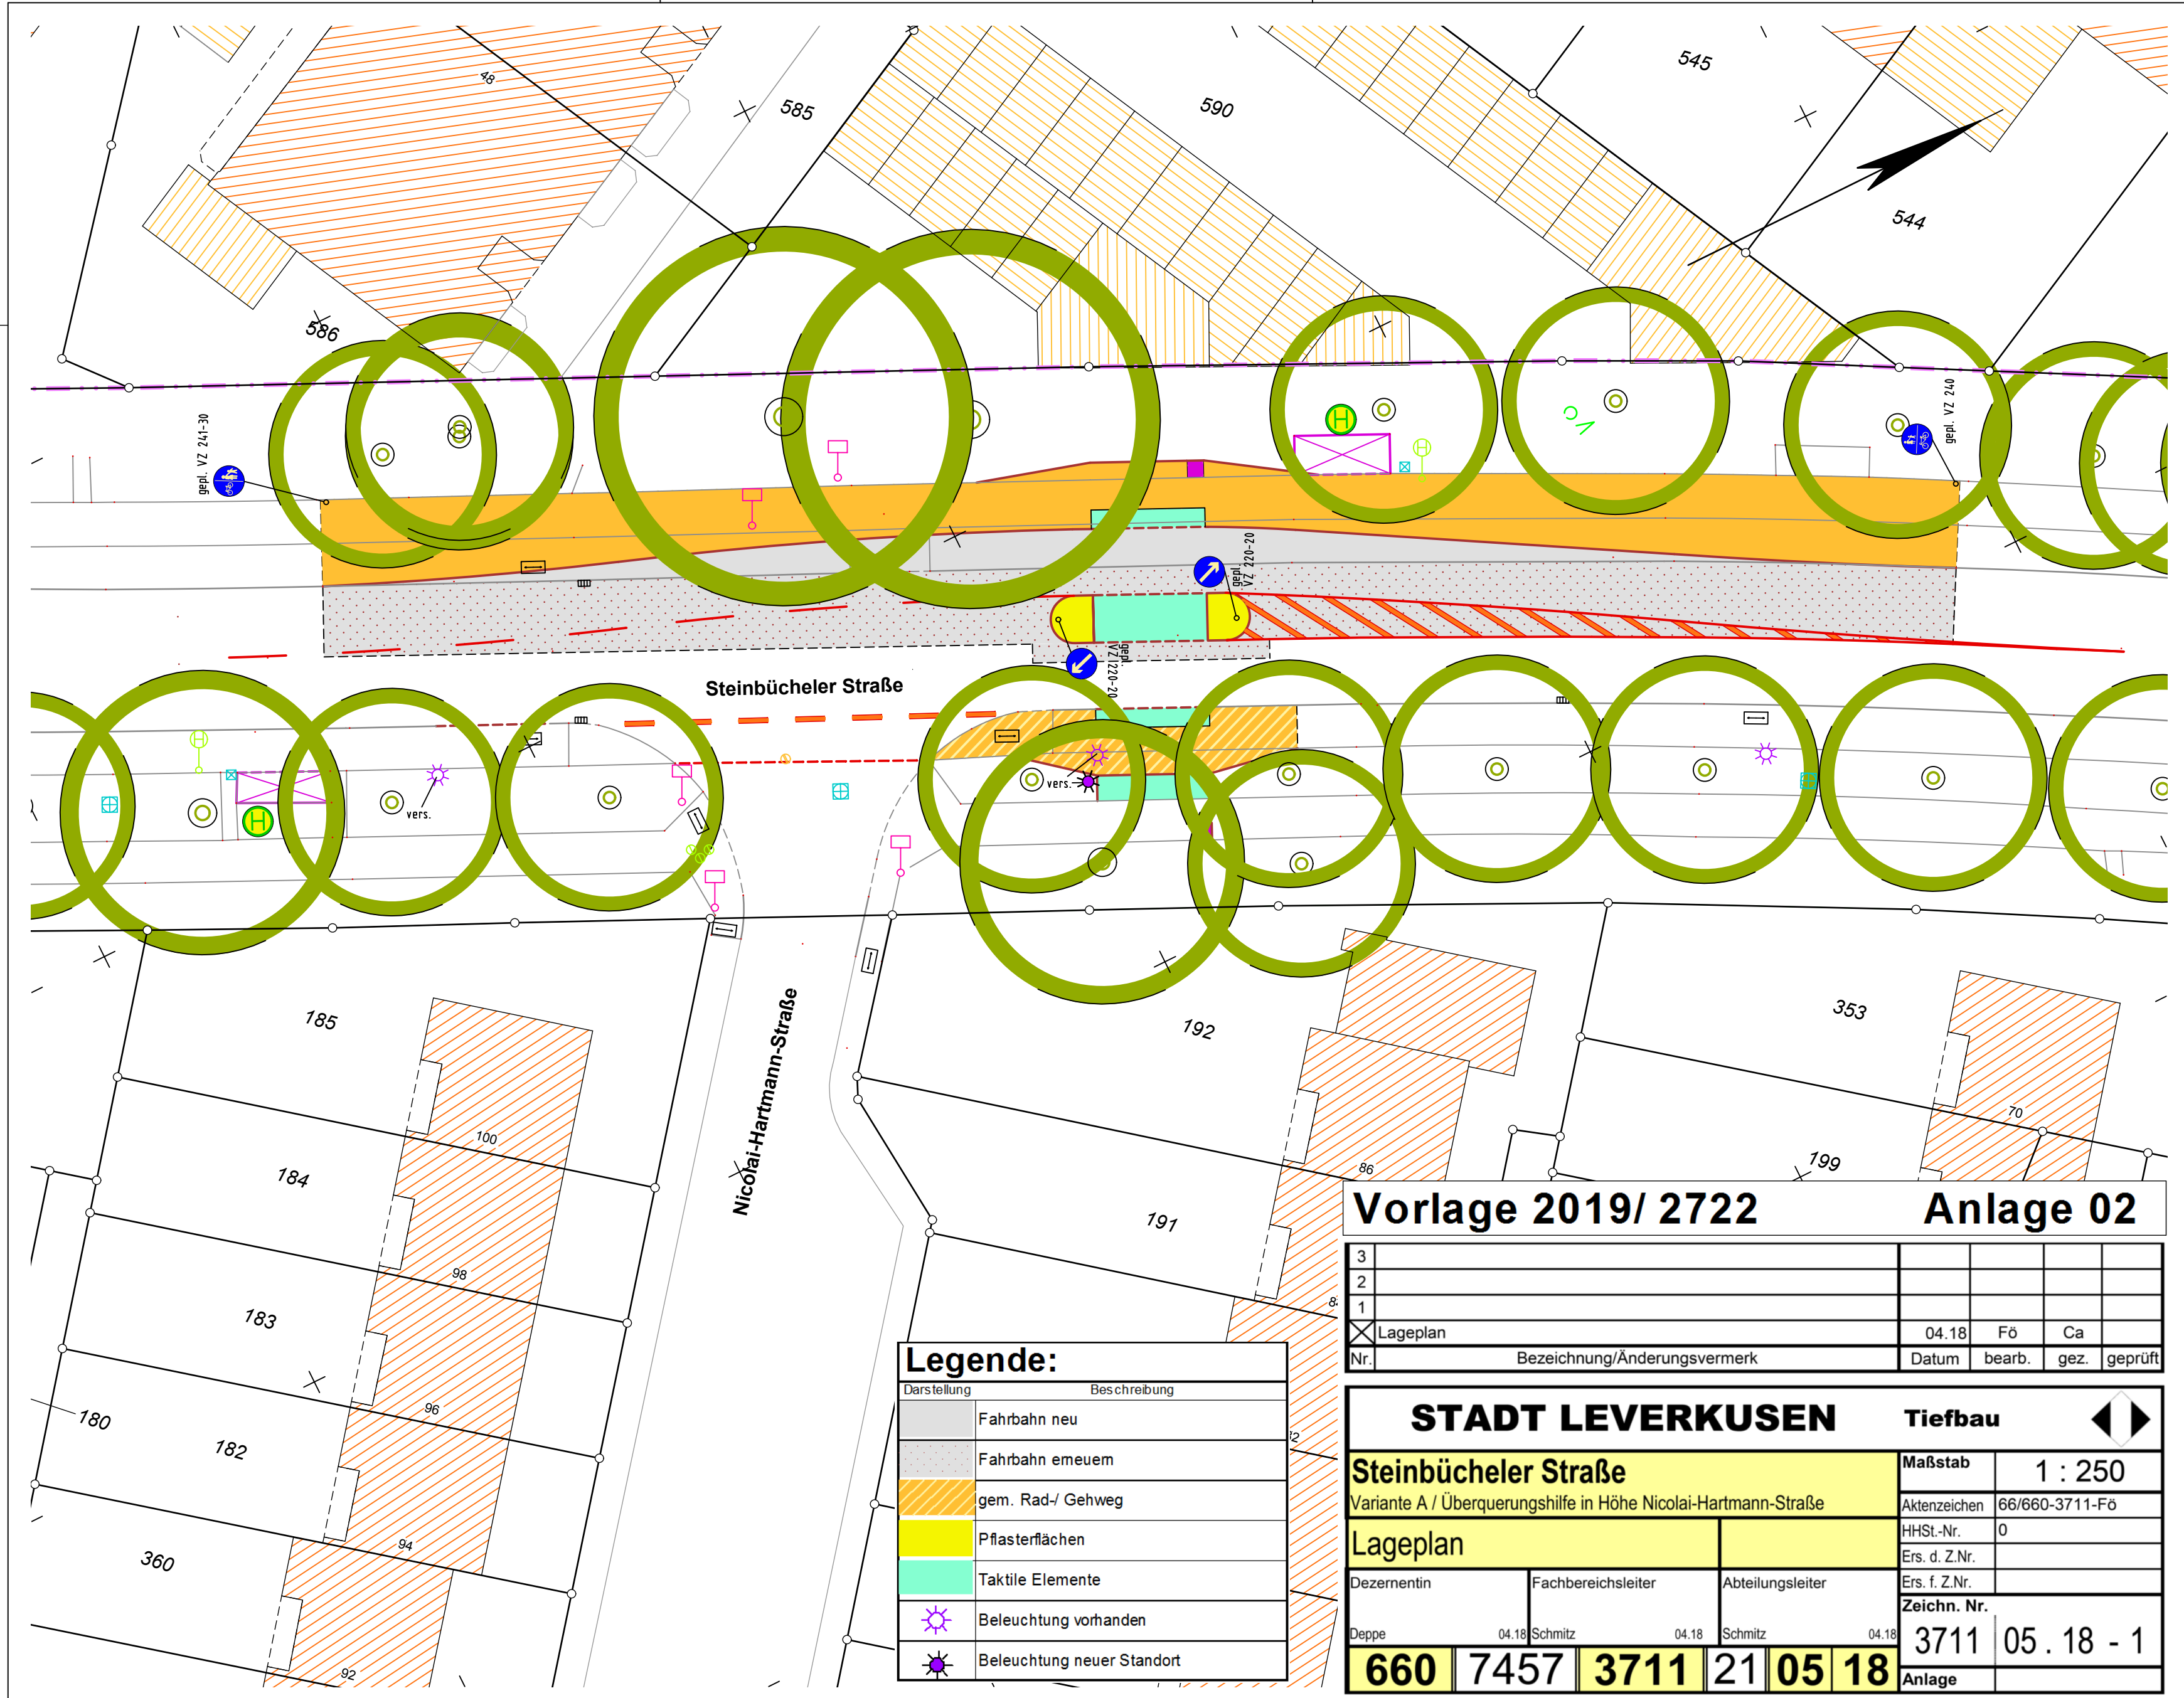 48
585
590
545
544
586
gepl. VZ 241-30
gepl. VZ 240
H
H
gepl.
VZ 220-20
gepl.
VZ 220-20
Steinbücheler Straße
H
H
vers.
vers.
185
192
353
Nicolai-Hartmann-Straße
100
70
184
86
199
191
98
183
96
180
182
94
360
92
Vorlage 2019/ 2722 Anlage 02
3
2
1
Lageplan 04.18 Fö Ca
Nr. Bezeichnung/Änderungsvermerk Datum bearb. gez. geprüft
Legende:
Darstellung Beschreibung
Fahrbahn neu
Fahrbahn erneuern
gem. Rad-/ Gehweg
Pflasterflächen
Taktile Elemente
Beleuchtung vorhanden
Beleuchtung neuer Standort
STADT LEVERKUSEN Tiefbau
Steinbücheler Straße
Variante A / Überquerungshilfe in Höhe Nicolai-Hartmann-Straße
Maßstab 1 : 250
Aktenzeichen 66/660-3711-Fö
Lageplan
HHSt.-Nr. 0
Ers. d. Z.Nr.
Ers. f. Z.Nr.
Dezernentin Fachbereichsleiter Abteilungsleiter
Deppe 04.18 Schmitz 04.18 Schmitz 04.18
Zeichn. Nr.
3711 05 . 18 - 1
660 7457 3711 21 05 18
Anlage